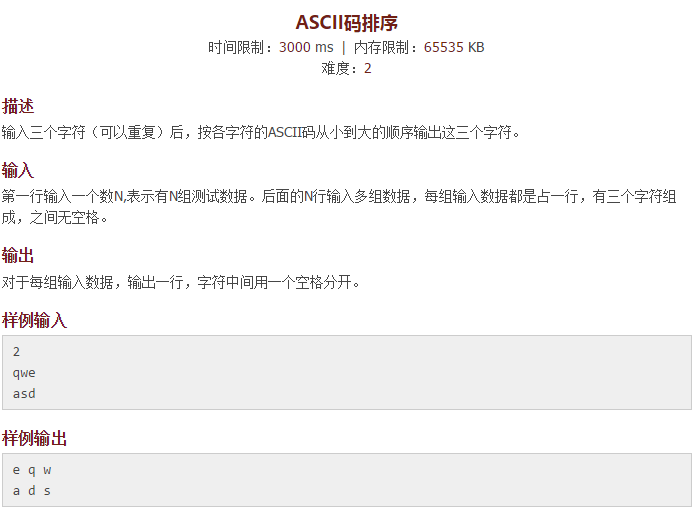 ASCII码排序
时间限制：3000 ms | 内存限制：65535 KB
难度：2
描述
输入三个字符（可以重复）后，按各字符的ASCII码从小到大的顺序输出这三个字符。
输入
第一行输入一个数N,表示有N组测试数据。后面的N行输入多组数据，每组输入数据都是占一行，有三个字符组
成，之间无空格。
输出
对于每组输入数据，输出一行，字符中间用一个空格分开。
样例输入
2
qwe
asd
样例输出
e q w
a d s